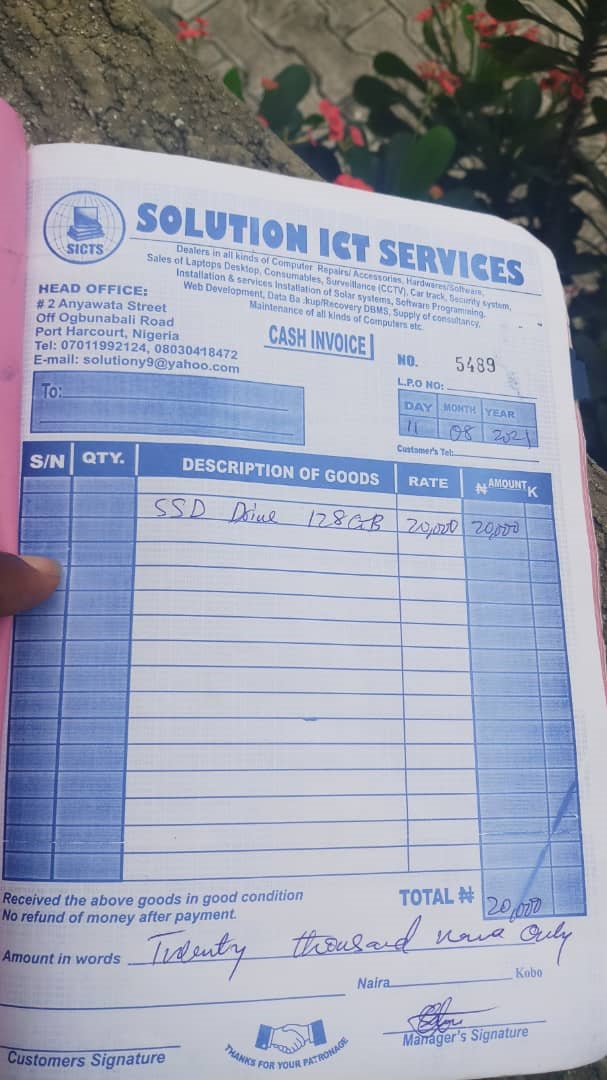 SICTS
SOLUTION ICT SERVICES
Dealers in all kinds of Computer Repairs/ Accessories, Hardwares/Software,
Sales of Laptops Desktop, Consumables, Surveillance (CCTV), Car track, Security system,
Installation & services Installation of Solar systems, Software Programming,
Web Development, Data Ba kup/Recovery DBMS, Supply of consultancy,
Maintenance of all kinds of Computers etc.
HEAD OFFICE:
# 2 Anyawata Street
Off Ogbunabali Road
Port Harcourt, Nigeria
Tel: 07011992124, 08030418472
E-mail: solutiony9@yahoo.com
CASH INVOICE
NO. 5489
L.P.O NO:
To:
DAY MONTH YEAR
11 08 2021
Customer's Tel:
S/N QTY. DESCRIPTION OF GOODS RATE ₦ AMOUNT K
SSD Drive 128GB 20,000 20,000
Received the above goods in good condition
No refund of money after payment.
TOTAL ₦ 20,000
Amount in words Twenty thousand naira Only
Naira Kobo
Customers Signature
THANKS FOR YOUR PATRONAGE
Manager's Signature